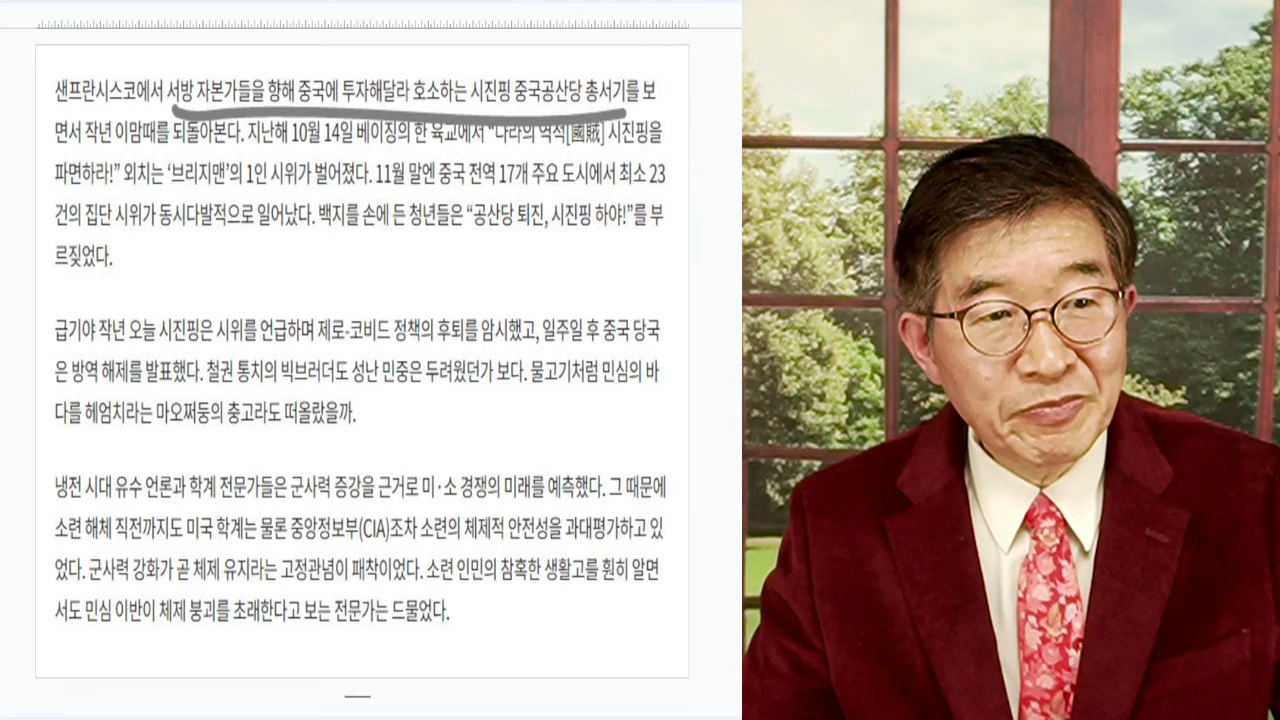 샌프란시스코에서 서방 자본가들을 향해 중국에 투자해달라 호소하는 시진핑 중국공산당 총서기를 보
면서 작년 이맘때를 되돌아본다. 지난해 10월 14일 베이징의 한 육교에서 “나라의 역적[國賊] 시진핑을
파면하라!” 외치는 ‘브리지맨’의 1인 시위가 벌어졌다. 11월 말엔 중국 전역 17개 주요 도시에서 최소 23
건의 집단 시위가 동시다발적으로 일어났다. 백지를 손에 든 청년들은 “공산당 퇴진, 시진핑 하야!”를 부
르짖었다.
급기야 작년 오늘 시진핑은 시위를 언급하며 제로-코비드 정책의 후퇴를 암시했고, 일주일 후 중국 당국
은 방역 해제를 발표했다. 철권 통치의 빅브러더도 성난 민중은 두려웠던가 보다. 물고기처럼 민심의 바
다를 헤엄치라는 마오쩌둥의 충고라도 떠올랐을까.
냉전 시대 유수 언론과 학계 전문가들은 군사력 증강을 근거로 미·소 경쟁의 미래를 예측했다. 그 때문에
소련 해체 직전까지도 미국 학계는 물론 중앙정보부(CIA)조차 소련의 체제적 안전성을 과대평가하고 있
었다. 군사력 강화가 곧 체제 유지라는 고정관념이 패착이었다. 소련 인민의 참혹한 생활고를 훤히 알면
서도 민심 이반이 체제 붕괴를 초래한다고 보는 전문가는 드물었다.